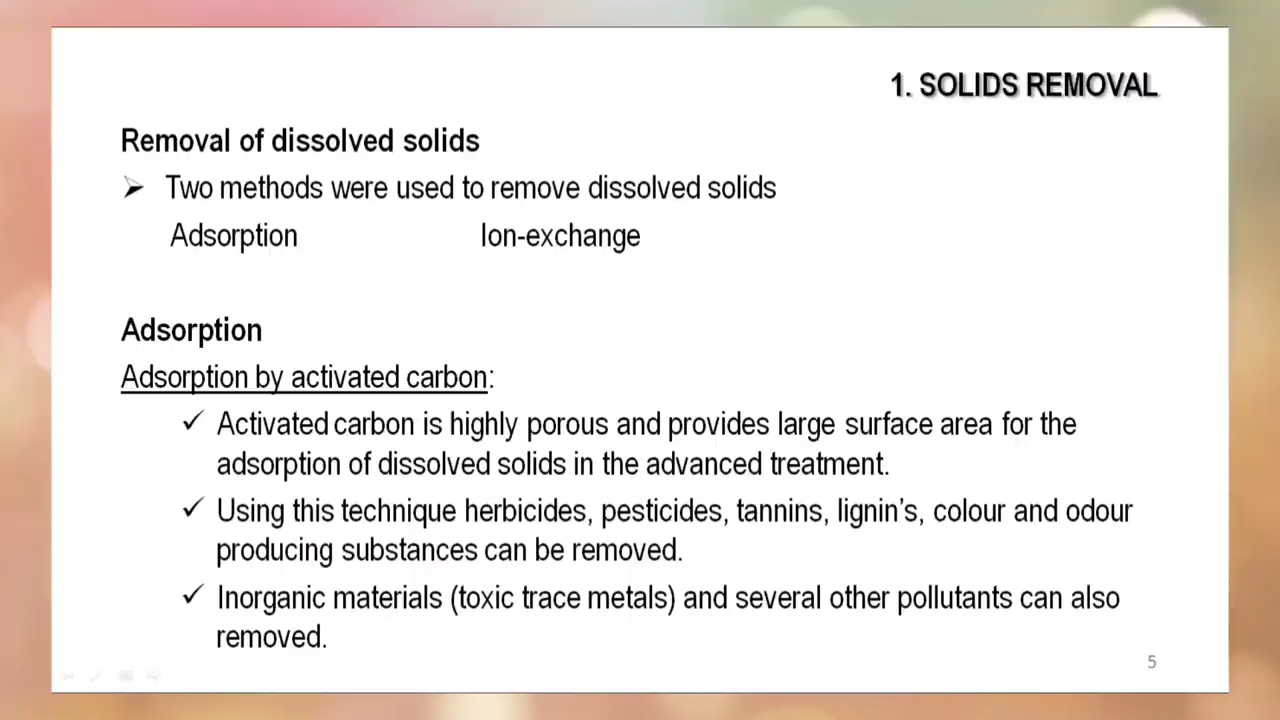 1. SOLIDS REMOVAL
Removal of dissolved solids
➢ Two methods were used to remove dissolved solids
Adsorption Ion-exchange
Adsorption
Adsorption by activated carbon:
✓ Activated carbon is highly porous and provides large surface area for the
adsorption of dissolved solids in the advanced treatment.
✓ Using this technique herbicides, pesticides, tannins, lignin’s, colour and odour
producing substances can be removed.
✓ Inorganic materials (toxic trace metals) and several other pollutants can also
removed.
5